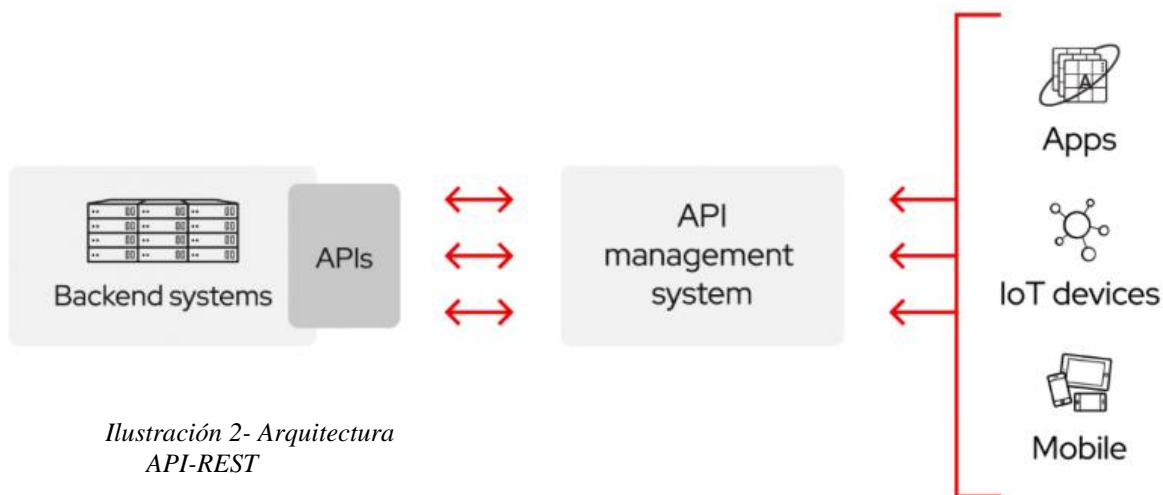 Backend systems
APIs
API
management
system
A
Apps
IoT devices
Mobile
Ilustración 2- Arquitectura
API-REST